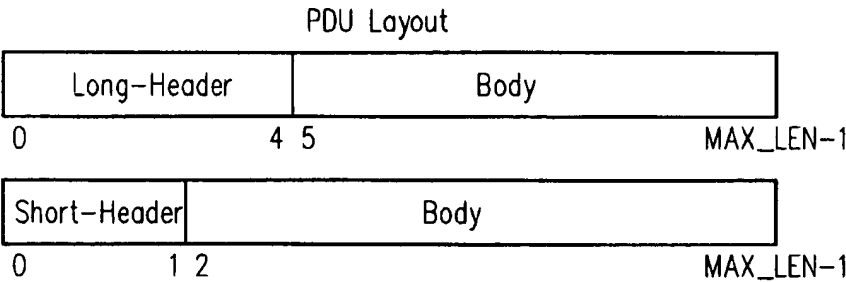 PDU Layout
Long-Header Body
0 4 5 MAX_LEN-1
Short-Header Body
0 1 2 MAX_LEN-1